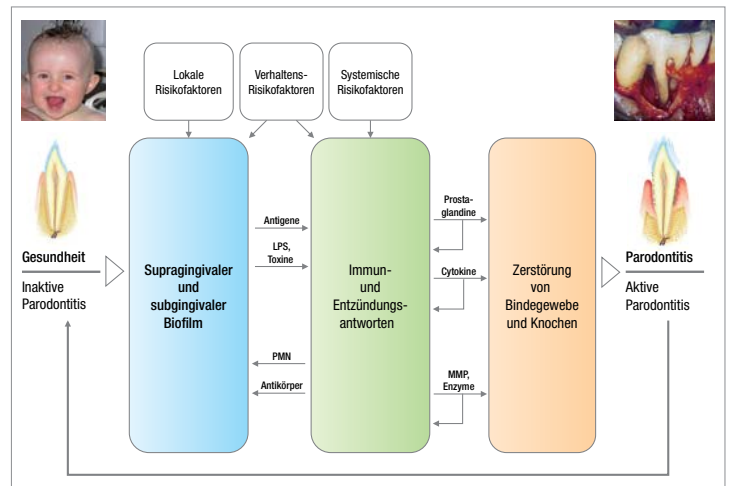 Lokale
Risikofaktoren
Verhaltens-
Risikofaktoren
Systemische
Risikofaktoren
Gesundheit
Inaktive
Parodontitis
Supragingivaler
und
subgingivaler
Biofilm
Antigene
LPS,
Toxine
PMN
Antikörper
Immun-
und
Entzündungs-
antworten
Prosta-
glandine
Cytokine
MMP,
Enzyme
Zerstörung
von
Bindegewebe
und Knochen
Parodontitis
Aktive
Parodontitis